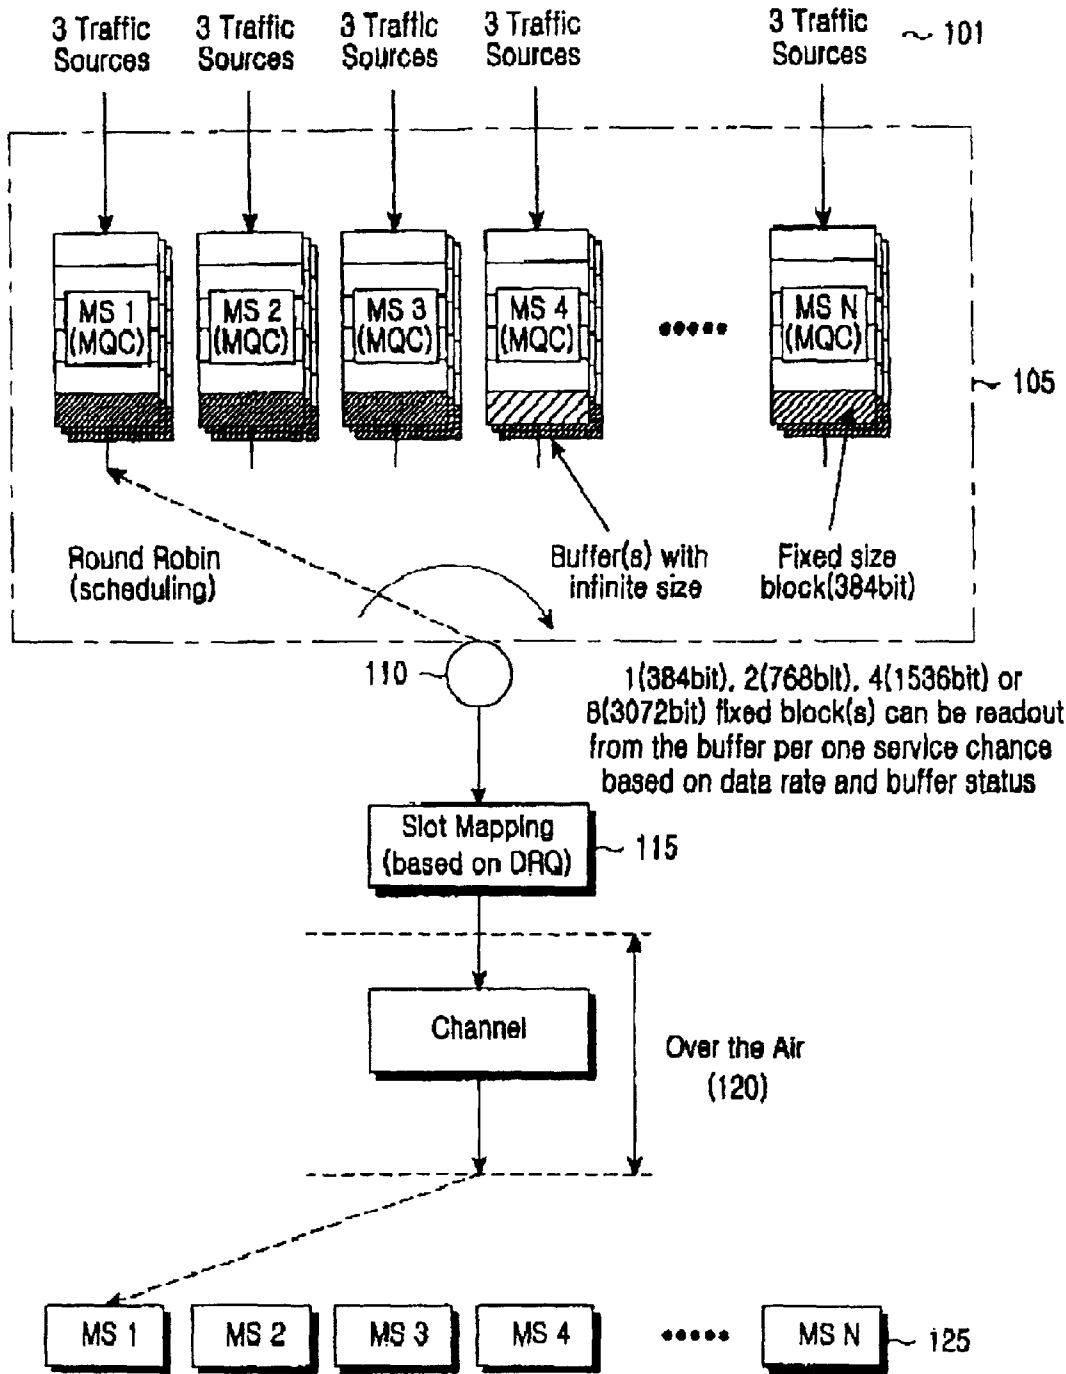 3 Traffic Sources
3 Traffic Sources
3 Traffic Sources
3 Traffic Sources
3 Traffic Sources
101
MS 1
(MQC)
MS 2
(MQC)
MS 3
(MQC)
MS 4
(MQC)
MS N
(MQC)
105
Round Robin
(scheduling)
Buffer(s) with
infinite size
Fixed size
block(384bit)
110
1(384bit), 2(768bit), 4(1536bit) or
8(3072bit) fixed block(s) can be readout
from the buffer per one service chance
based on data rate and buffer status
Slot Mapping
(based on DRQ)
115
Channel
Over the Air
(120)
MS 1
MS 2
MS 3
MS 4
MS N
125